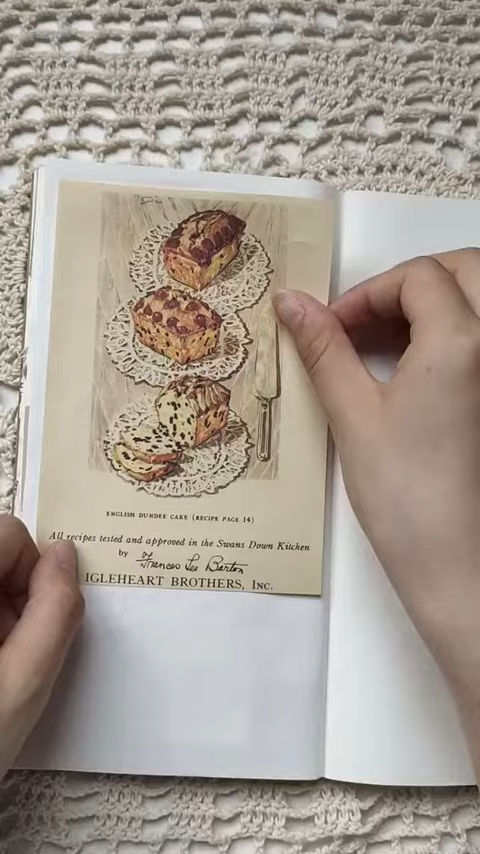 ENGLISH DUNDEE CAKE (RECIPE PAGE 14)
All recipes tested and approved in the Swans Down Kitchen
by Frances Lee Barton
IGLEHEART BROTHERS, INC.